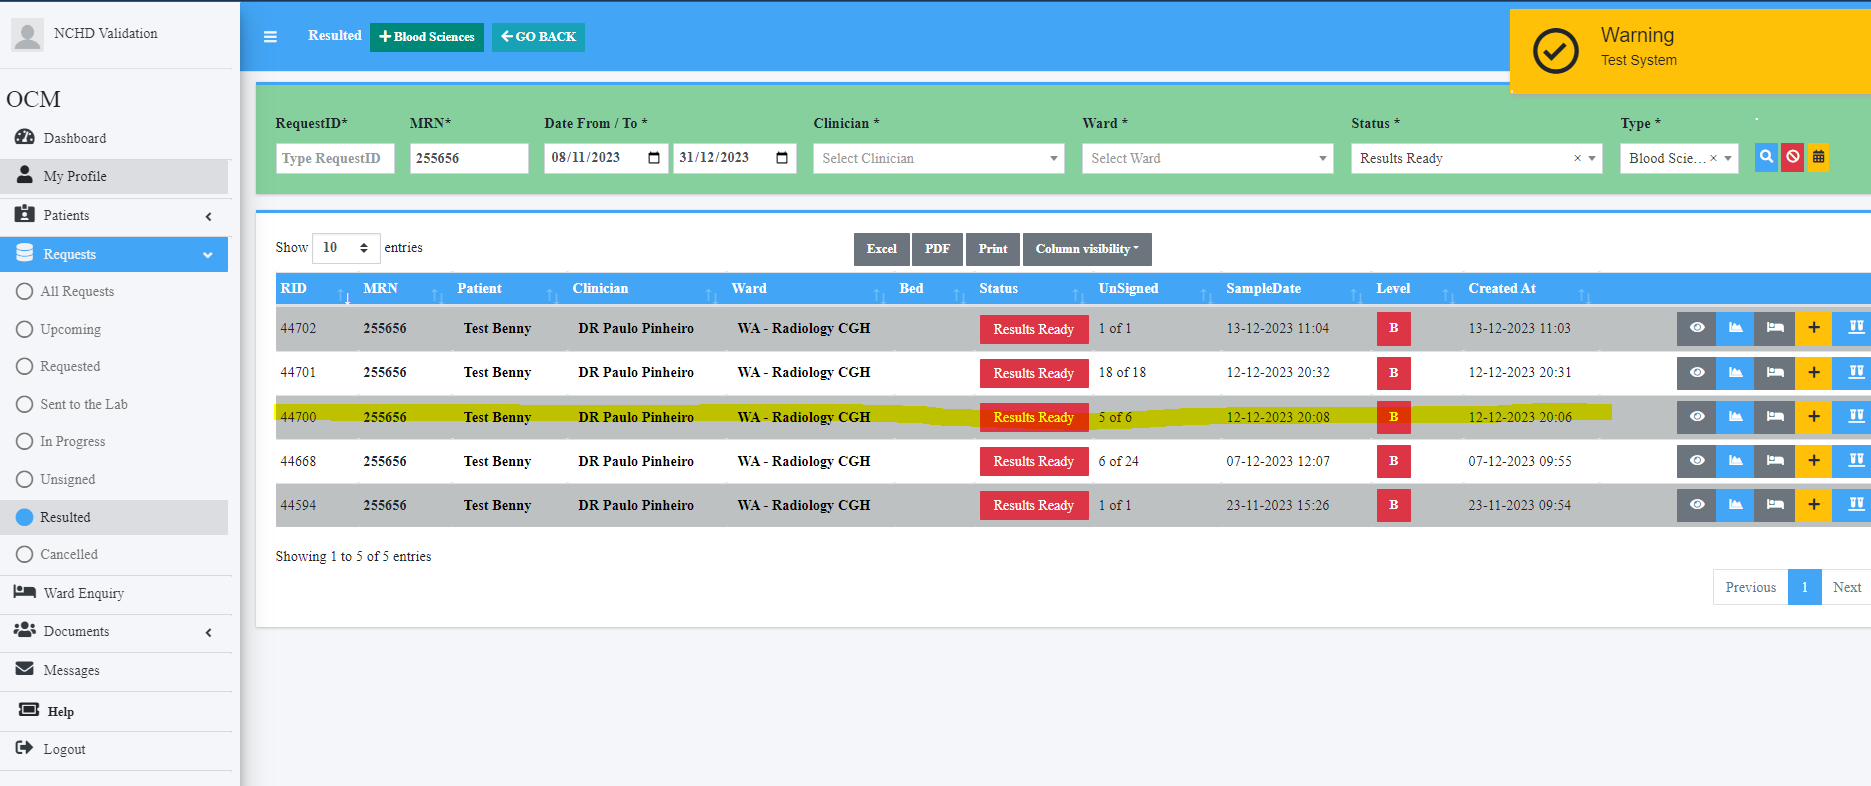 NCHD Validation
OCM
Dashboard
My Profile
Patients
Requests
All Requests
Upcoming
Requested
Sent to the Lab
In Progress
Unsigned
Resulted
Cancelled
Ward Enquiry
Documents
Messages
Help
Logout
Resulted Blood Sciences GO BACK
Warning
Test System
RequestID* MRN* Date From / To * Clinician * Ward * Status * Type *
Type RequestID 255656 08/11/2023 31/12/2023 Select Clinician Select Ward Results Ready × Blood Scie... ×
Show 10 entries Excel PDF Print Column visibility
RID MRN Patient Clinician Ward Bed Status UnSigned SampleDate Level Created At
44702 255656 Test Benny DR Paulo Pinheiro WA - Radiology CGH Results Ready 1 of 1 13-12-2023 11:04 B 13-12-2023 11:03
44701 255656 Test Benny DR Paulo Pinheiro WA - Radiology CGH Results Ready 18 of 18 12-12-2023 20:32 B 12-12-2023 20:31
44700 255656 Test Benny DR Paulo Pinheiro WA - Radiology CGH Results Ready 5 of 6 12-12-2023 20:08 B 12-12-2023 20:06
44668 255656 Test Benny DR Paulo Pinheiro WA - Radiology CGH Results Ready 6 of 24 07-12-2023 12:07 B 07-12-2023 09:55
44594 255656 Test Benny DR Paulo Pinheiro WA - Radiology CGH Results Ready 1 of 1 23-11-2023 15:26 B 23-11-2023 09:54
Showing 1 to 5 of 5 entries
Previous 1 Next